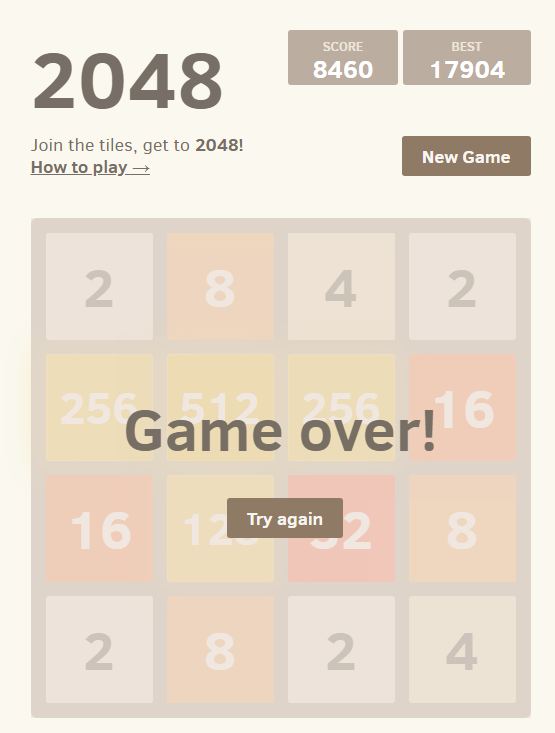 2048
SCORE
8460
BEST
17904
Join the tiles, get to 2048!
How to play →
New Game
2 8 4 2
256 512 256 16
Game over!
16 128 32 8
Try again
2 8 2 4